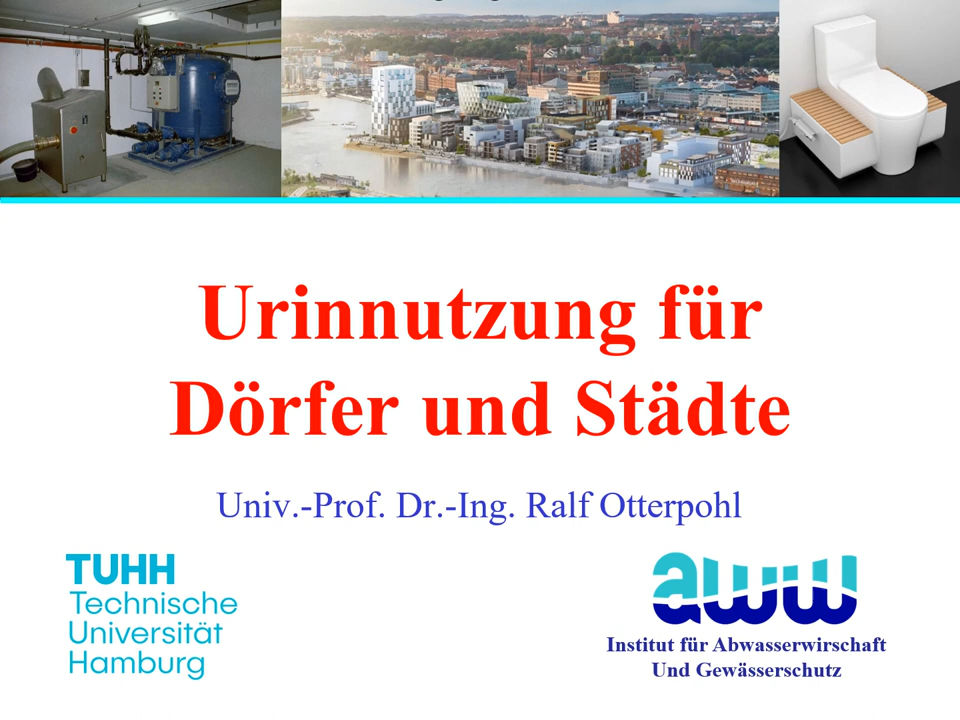 Urinnutzung für
Dörfer und Städte
Univ.-Prof. Dr.-Ing. Ralf Otterpohl
TUHH
Technische
Universität
Hamburg
aww
Institut für Abwasserwirschaft
Und Gewässerschutz